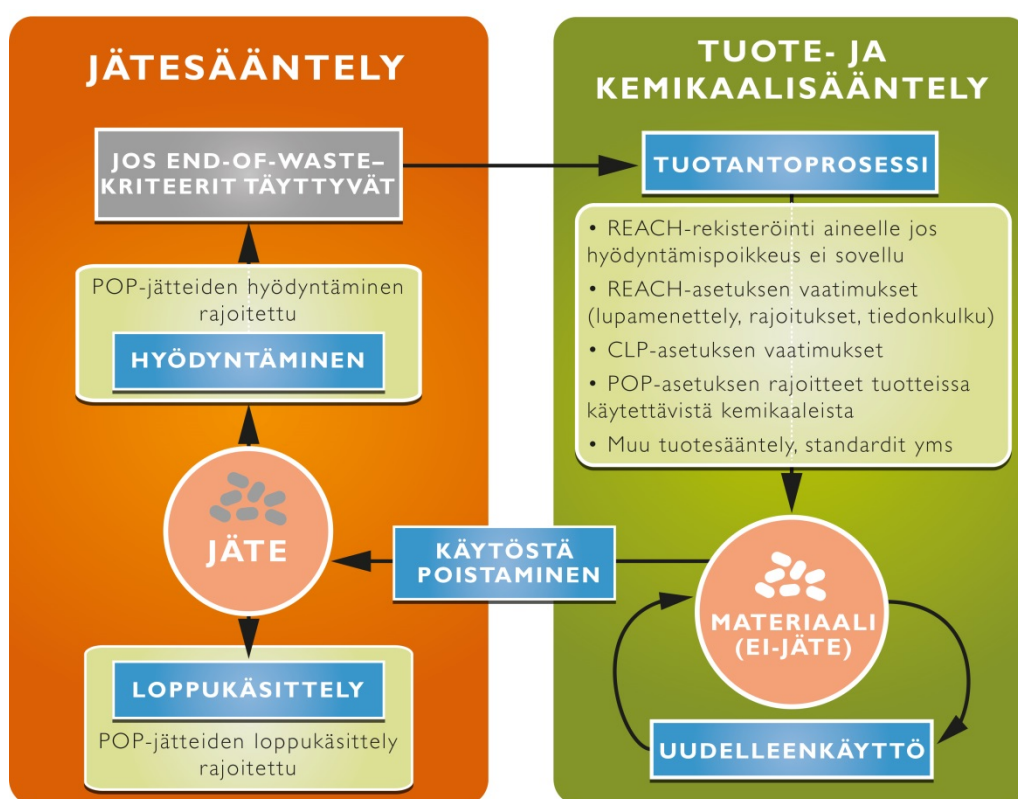 JÄTESÄÄNTELY
JOS END-OF-WASTE–
KRITEERIT TÄYTTYVÄT
POP-jätteiden hyödyntäminen
rajoitettu
HYÖDYNTÄMINEN
JÄTE
LOPPUKÄSITTELY
POP-jätteiden loppukäsittely
rajoitettu
KÄYTÖSTÄ
POISTAMINEN
TUOTE- JA
KEMIKAALISÄÄNTELY
TUOTANTOPROSESSI
• REACH-rekisteröinti aineelle jos
hyödyntämispoikkeus ei sovellu
• REACH-asetuksen vaatimukset
(lupamenettely, rajoitukset, tiedonkulku)
• CLP-asetuksen vaatimukset
• POP-asetuksen rajoitteet tuotteissa
käytettävistä kemikaaleista
• Muu tuotesääntely, standardit yms
MATERIAALI
(EI-JÄTE)
UUDELLEENKÄYTTÖ